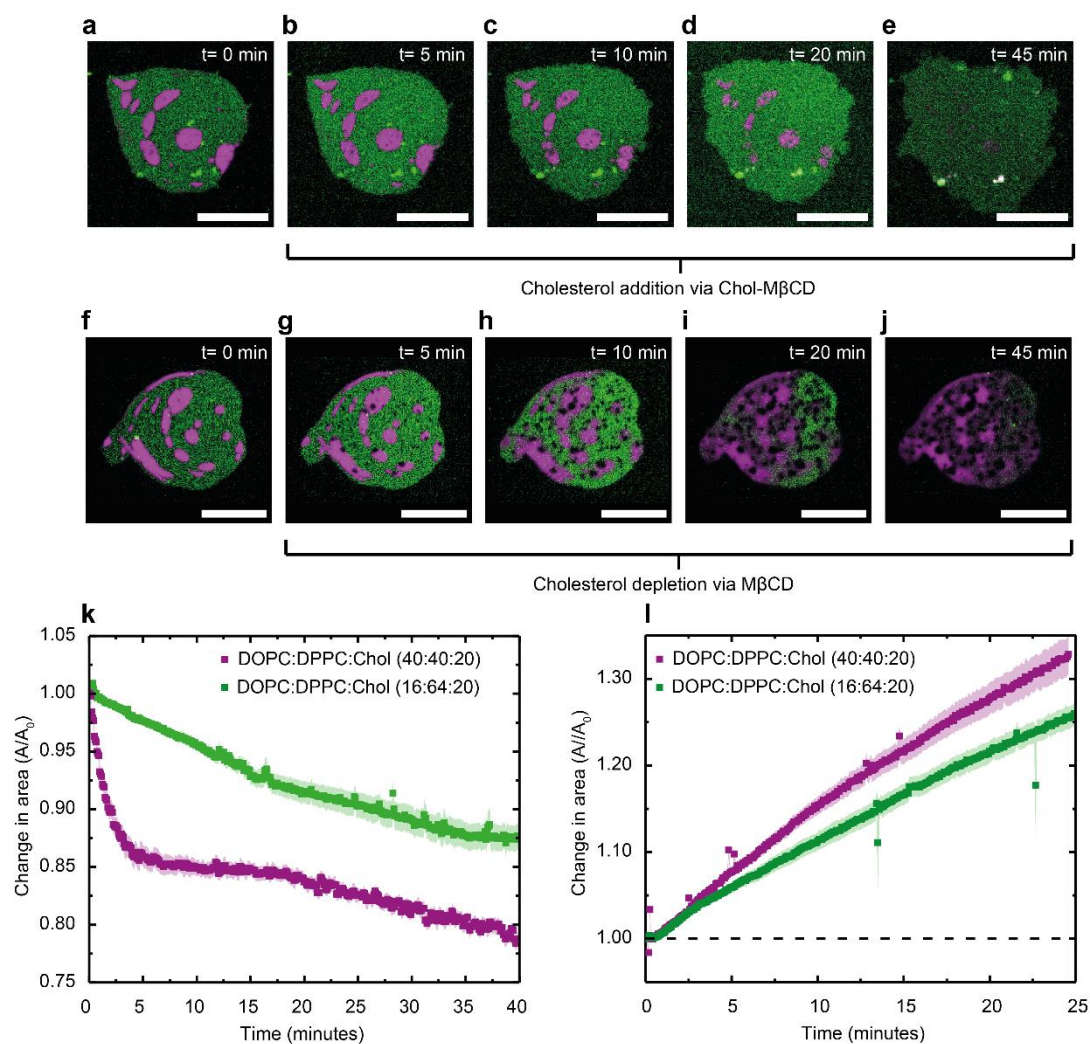 a b c d e
t= 0 min t= 5 min t= 10 min t= 20 min t= 45 min
Cholesterol addition via Chol-MβCD
f g h i j
t= 0 min t= 5 min t= 10 min t= 20 min t= 45 min
Cholesterol depletion via MβCD
k
1.05
1.00
0.95
0.90
0.85
0.80
0.75
Change in area (A/A₀)
DOPC:DPPC:Chol (40:40:20)
DOPC:DPPC:Chol (16:64:20)
0 5 10 15 20 25 30 35 40
Time (minutes)
l
1.30
1.20
1.10
1.00
Change in area (A//A₀)
DOPC:DPPC:Chol (40:40:20)
DOPC:DPPC:Chol (16:64:20)
0 5 10 15 20 25
Time (minutes)